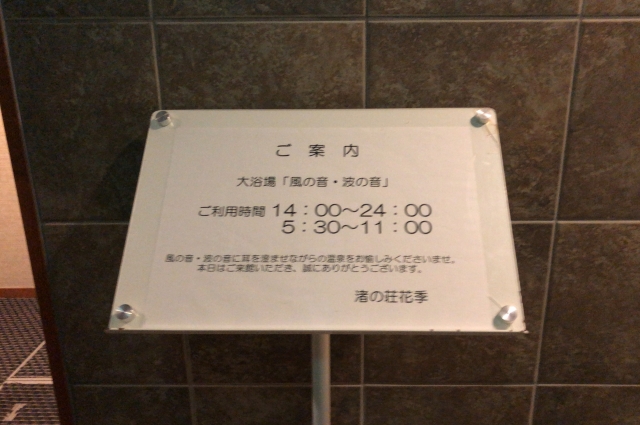 ご案内
大浴場「風の音・波の音」
ご利用時間 14：00～24：00
5：30～11：00
風の音・波の音に耳を澄ませながらの温泉をお愉しみくださいませ。
本日はご来館いただき、誠にありがとうございます。
渚の荘花季